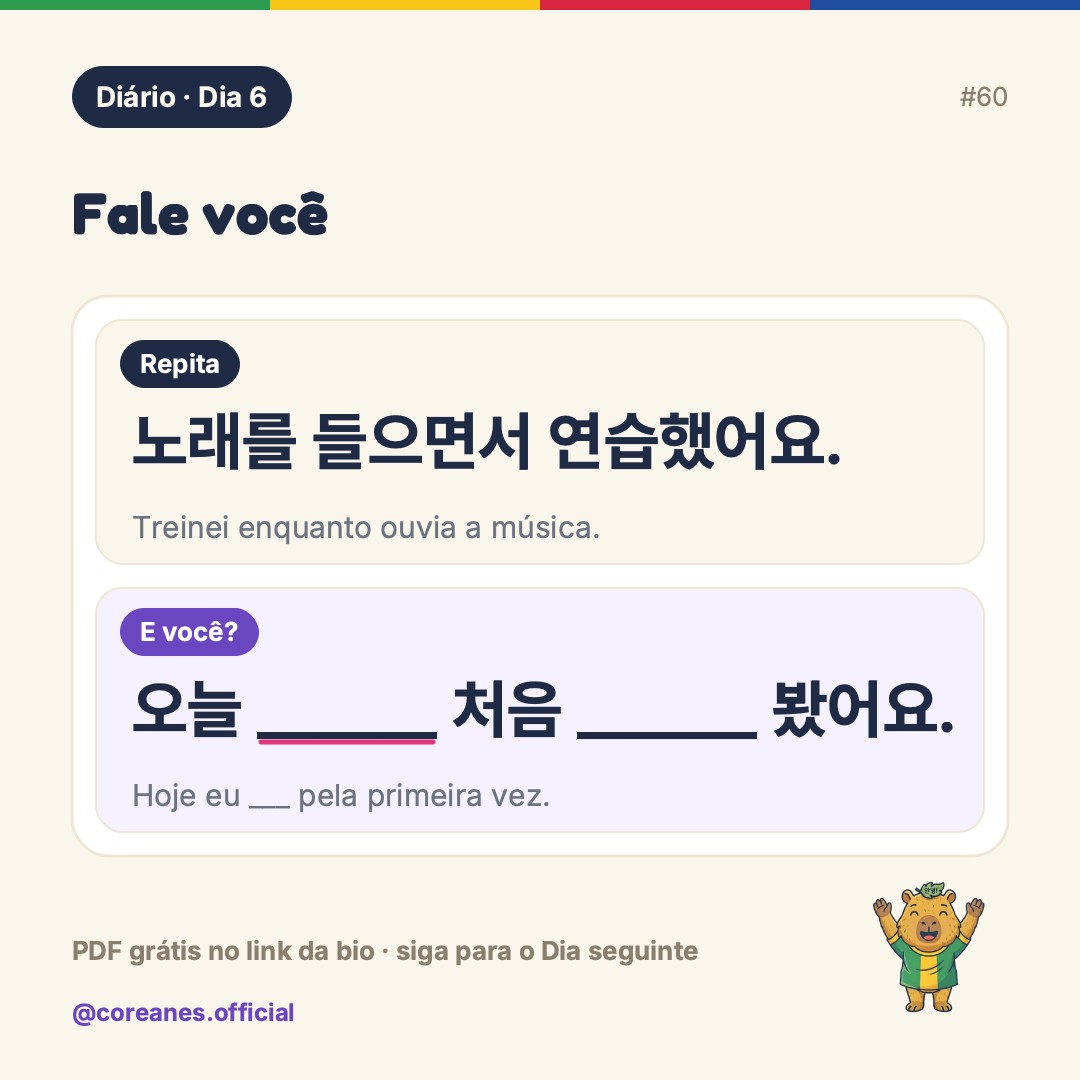 Diário · Dia 6
#60
Fale você
Repita
노래를 들으면서 연습했어요.
Treinei enquanto ouvia a música.
E você?
오늘 ______ 처음 ______ 봤어요.
Hoje eu ___ pela primeira vez.
PDF grátis no link da bio · siga para o Dia seguinte
@coreanes.official